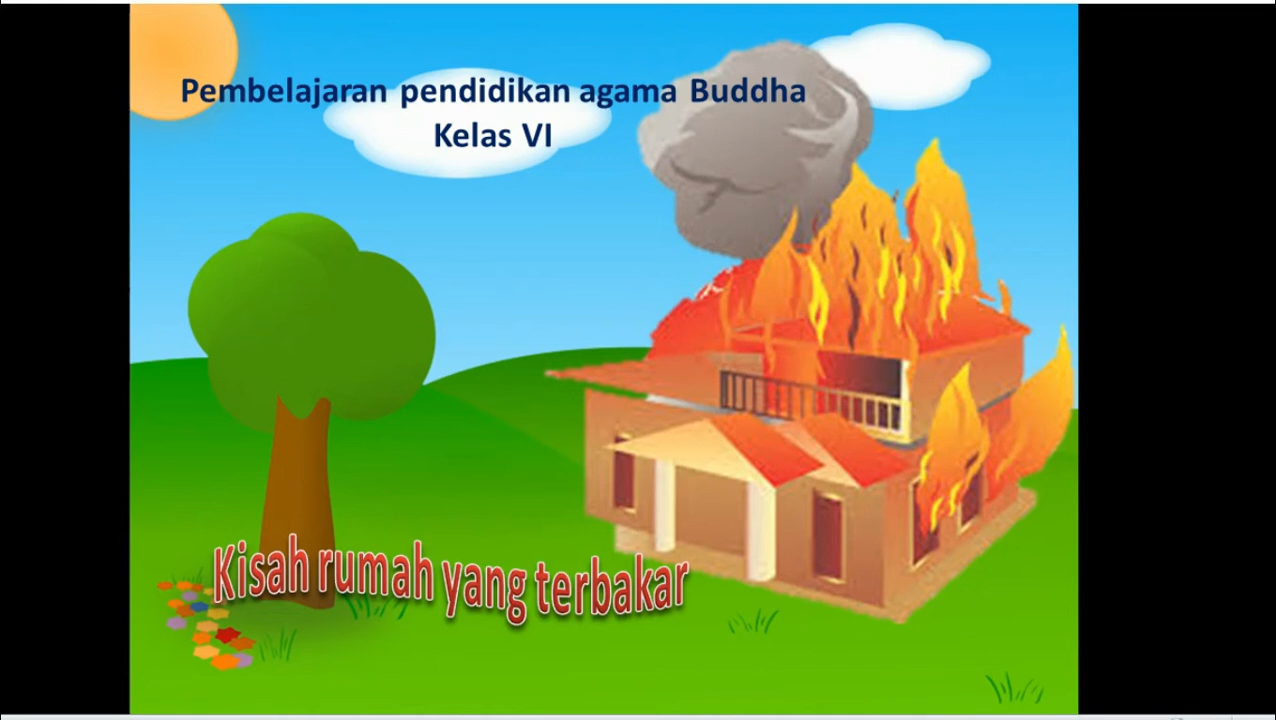 Pembelajaran pendidikan agama Buddha
Kelas VI
Kisah rumah yang terbakar